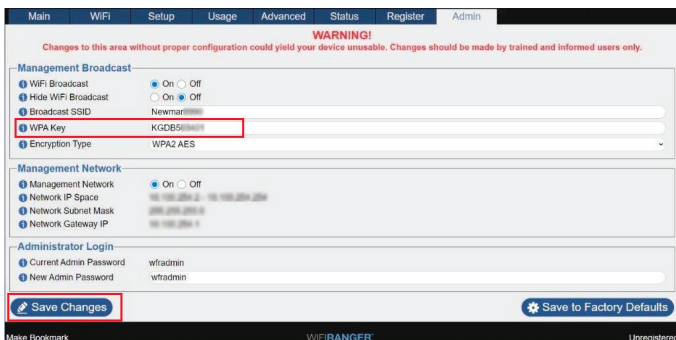 Main WiFi Setup Usage Advanced Status Register Admin
WARNING!
Changes to this area without proper configuration could yield your device unusable. Changes should be made by trained and informed users only.
Management Broadcast
WiFi Broadcast On Off
Hide WiFi Broadcast On Off
Broadcast SSID Newmar
WPA Key KGDB5
Encryption Type WPA2 AES
Management Network
Management Network On Off
Network IP Space
Network Subnet Mask
Network Gateway IP
Administrator Login
Current Admin Password wfradmin
New Admin Password wfradmin
Save Changes Save to Factory Defaults
Make Bookmark WIFIRANGER Unregistered